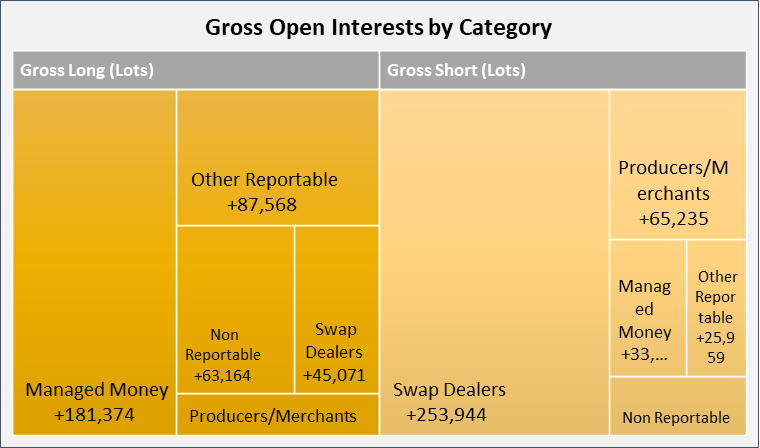 Gross Open Interests by Category
Gross Long (Lots)
Managed Money
+181,374
Other Reportable
+87,568
Non
Reportable
+63,164
Swap
Dealers
+45,071
Producers/Merchants
Gross Short (Lots)
Swap Dealers
+253,944
Producers/M
erchants
+65,235
Manag
ed
Money
+33,...
Other
Repor
table
+25,9
59
Non Reportable